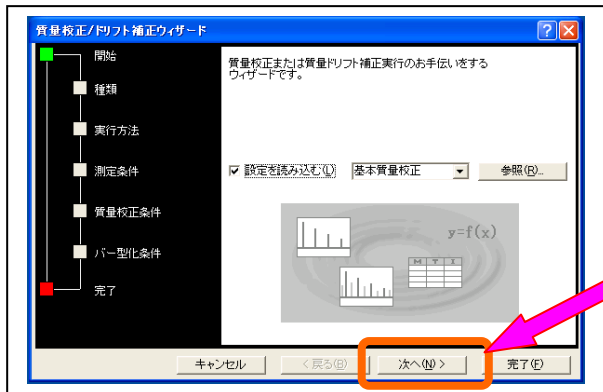 質量校正/ドリフト補正ウィザード
開始
種類
実行方法
測定条件
質量校正条件
バー型化条件
完了
質量校正または質量ドリフト補正実行のお手伝いをする
ウィザードです。
設定を読み込む(L) 基本質量校正 参照(R)...
y=f(x)
M T I
キャンセル < 戻る(B) 次へ(N) > 完了(F)